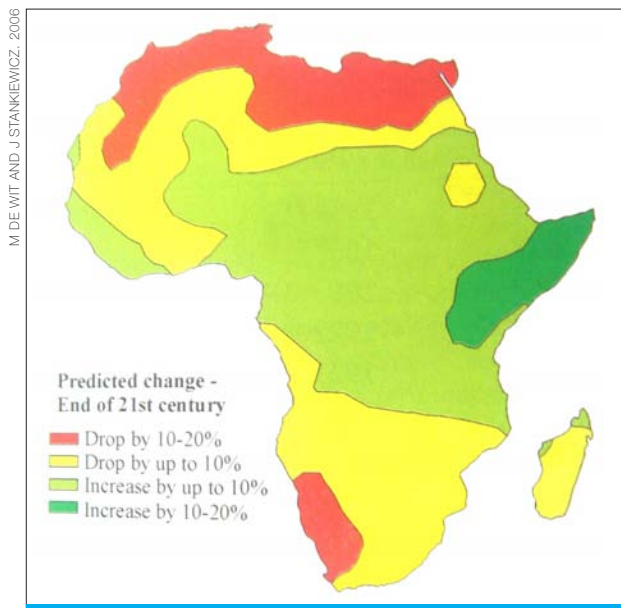 M DE WIT AND J STANKIEWICZ, 2006
Predicted change -
End of 21st century
Drop by 10-20%
Drop by up to 10%
Increase by up to 10%
Increase by 10-20%